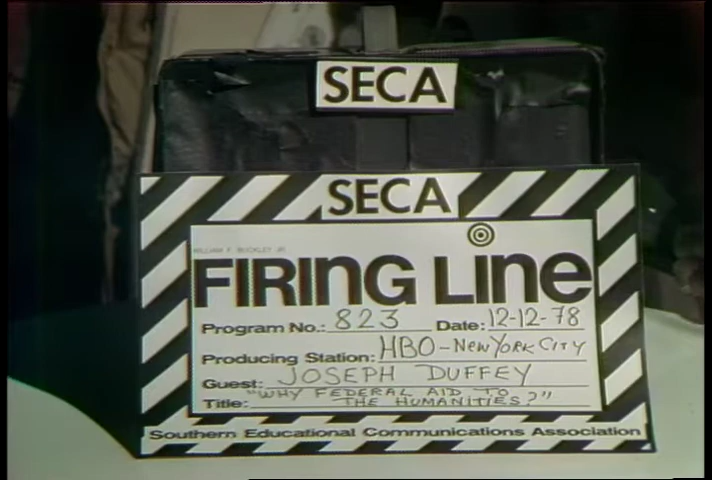 SECA
SECA
WILLIAM F. BUCKLEY JR.
FIRING LINE
Program No.: 823 Date: 12-12-78
Producing Station: HBO-NEW YORK CITY
Guest: JOSEPH DUFFEY
"WHY FEDERAL AID TO
Title: THE HUMANITIES?"
Southern Educational Communications Association